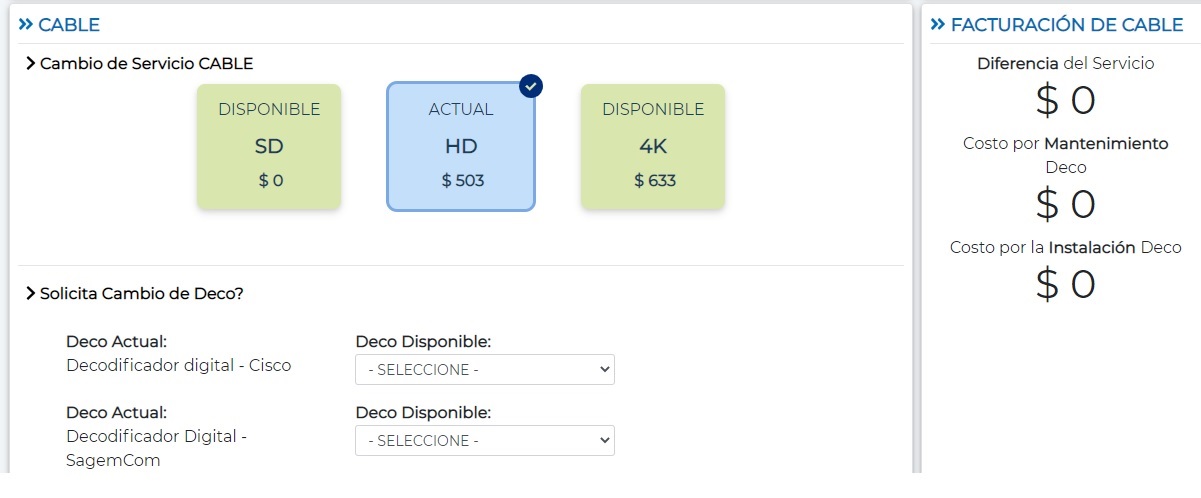 CABLE
Cambio de Servicio CABLE
DISPONIBLE
SD
$ 0
ACTUAL
HD
$ 503
DISPONIBLE
4K
$ 633
Solicita Cambio de Deco?
Deco Actual:
Decodificador digital - Cisco
Deco Disponible:
- SELECCIONE -
Deco Actual:
Decodificador Digital -
SagemCom
Deco Disponible:
- SELECCIONE -
FACTURACIÓN DE CABLE
Diferencia del Servicio
$ 0
Costo por Mantenimiento
Deco
$ 0
Costo por la Instalación Deco
$ 0